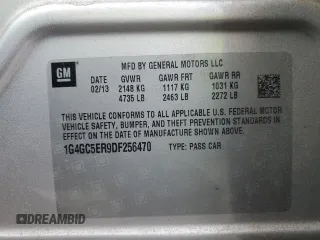 GM
MFD BY GENERAL MOTORS LLC
DATE GVWR GAWR FRT GAWR RR
02/13 2148 KG 1117 KG 1031 KG
4735 LB 2463 LB 2272 LB
THIS VEHICLE CONFORMS TO ALL APPLICABLE U.S. FEDERAL MOTOR
VEHICLE SAFETY, BUMPER, AND THEFT PREVENTION STANDARDS
IN EFFECT ON THE DATE OF MANUFACTURE SHOWN ABOVE.
1G4GC5ER9DF256470 TYPE: PASS CAR
DREAMBID